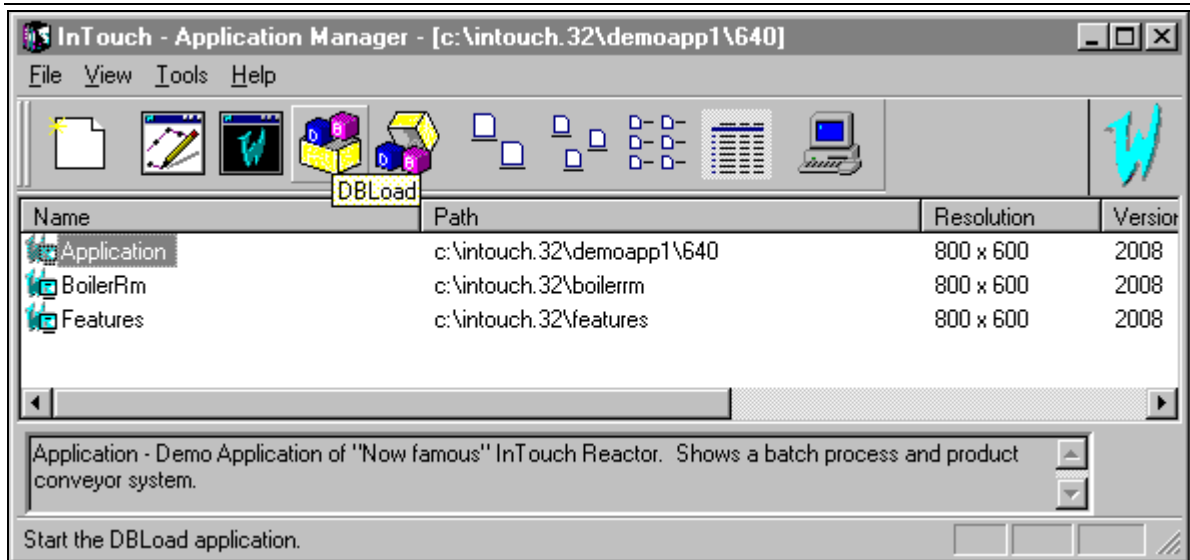 InTouch - Application Manager - [c:\intouch.32\demoapp1\640]
File View Tools Help
DBLoad
Name Path Resolution Version
Application c:\intouch.32\demoapp1\640 800 x 600 2008
BoilerRm c:\intouch.32\boilerrm 800 x 600 2008
Features c:\intouch.32\features 800 x 600 2008
Application - Demo Application of "Now famous" InTouch Reactor. Shows a batch process and product
conveyor system.
Start the DBLoad application.